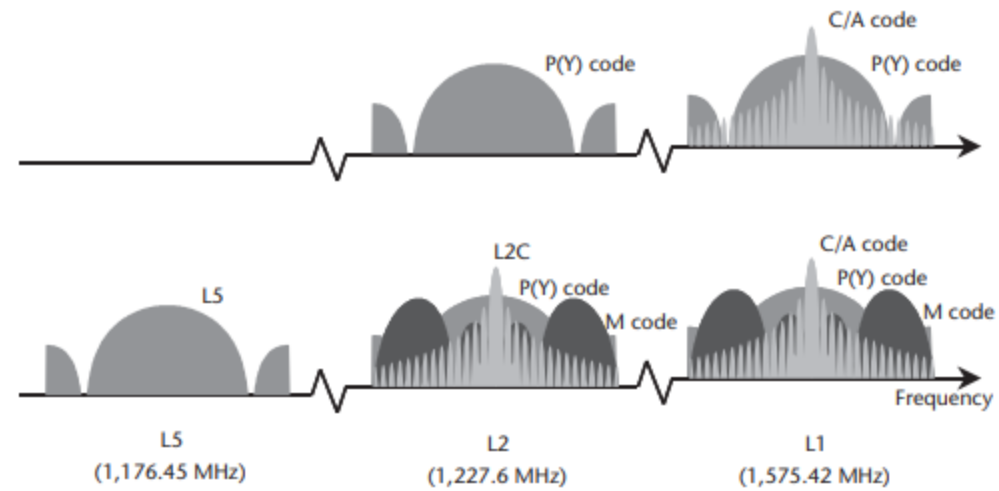 C/A code
P(Y) code
P(Y) code
L2C
C/A code
L5
P(Y) code
P(Y) code
M code
M code
Frequency
L5
L2
L1
(1,176.45 MHz)
(1,227.6 MHz)
(1,575.42 MHz)